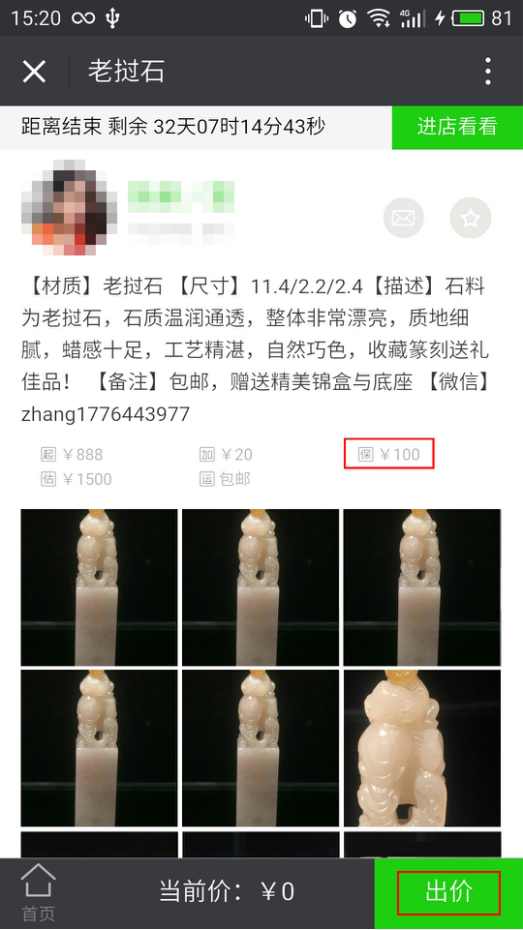 15:20 4G 81
老挝石
距离结束 剩余 32天07时14分43秒 进店看看
【材质】老挝石 【尺寸】11.4/2.2/2.4【描述】石料
为老挝石，石质温润通透，整体非常漂亮，质地细
腻，蜡感十足，工艺精湛，自然巧色，收藏篆刻送礼
佳品！ 【备注】包邮，赠送精美锦盒与底座 【微信】
zhang1776443977
起 ￥888 加 ￥20 保 ￥100
估 ￥1500 运 包邮
当前价：￥0 出价
首页